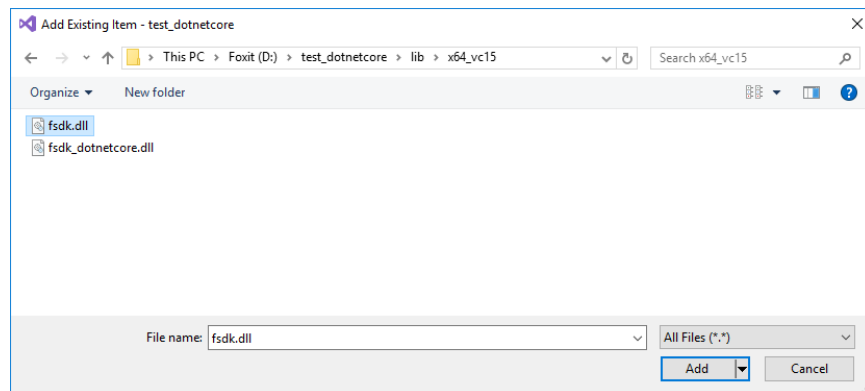 Add Existing Item - test_dotnetcore
This PC > Foxit (D:) > test_dotnetcore > lib > x64_vc15
Search x64_vc15
Organize
New folder
fsdk.dll
fsdk_dotnetcore.dll
File name: fsdk.dll
All Files (*.*)
Add
Cancel